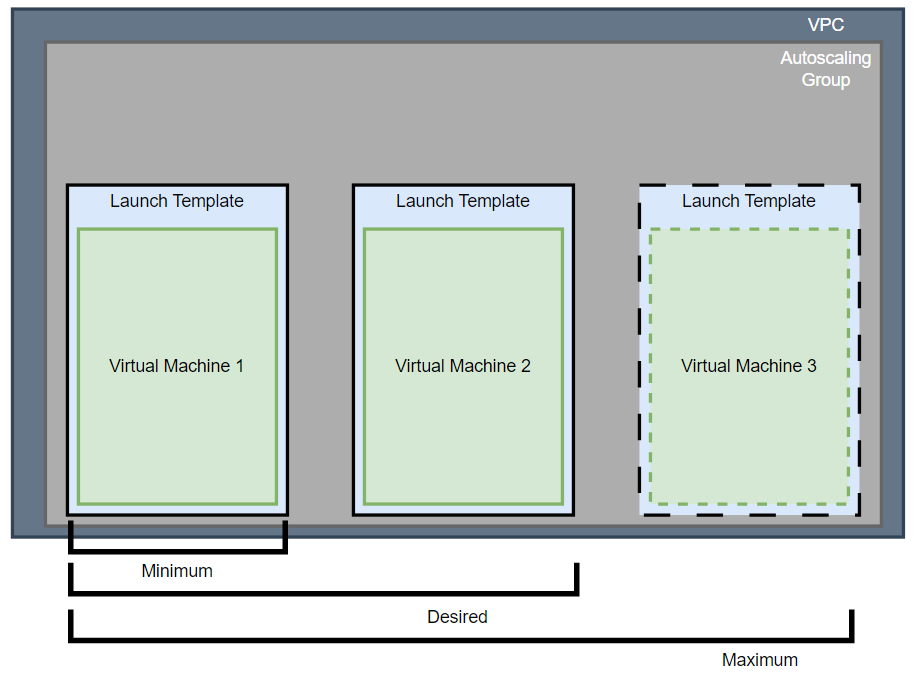 VPC
Autoscaling
Group
Launch Template
Launch Template
Launch Template
Virtual Machine 1
Virtual Machine 2
Virtual Machine 3
Minimum
Desired
Maximum